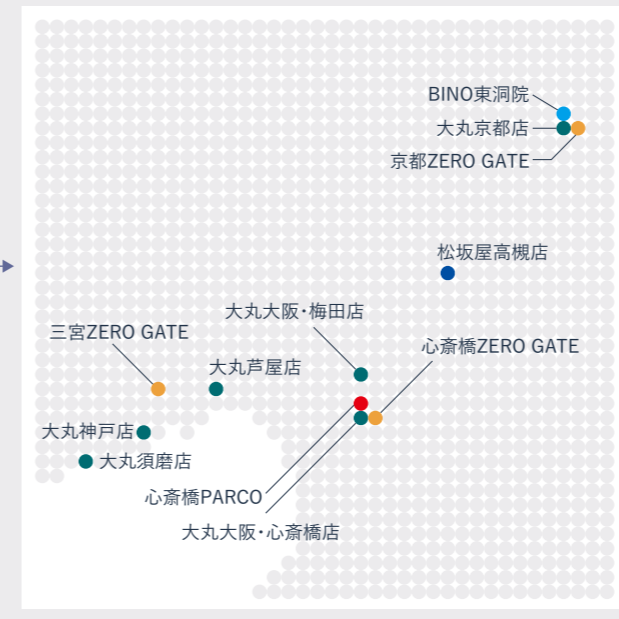 BINO東洞院
大丸京都店
京都ZERO GATE
松坂屋高槻店
大丸大阪・梅田店
三宮ZERO GATE
心斎橋ZERO GATE
大丸芦屋店
大丸神戸店
大丸須磨店
心斎橋PARCO
大丸大阪・心斎橋店